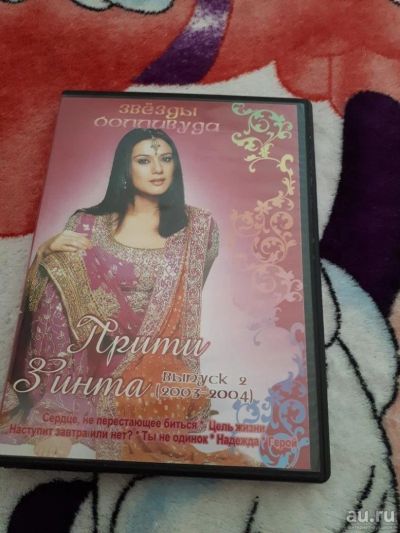 звёзды
болливуда
Прити
Зинта
выпуск 2
(2003-2004)
Сердце, не перестающее биться * Цель жизни
Наступит завтра или нет? * Ты не одинок * Надежда * Герой
au.ru